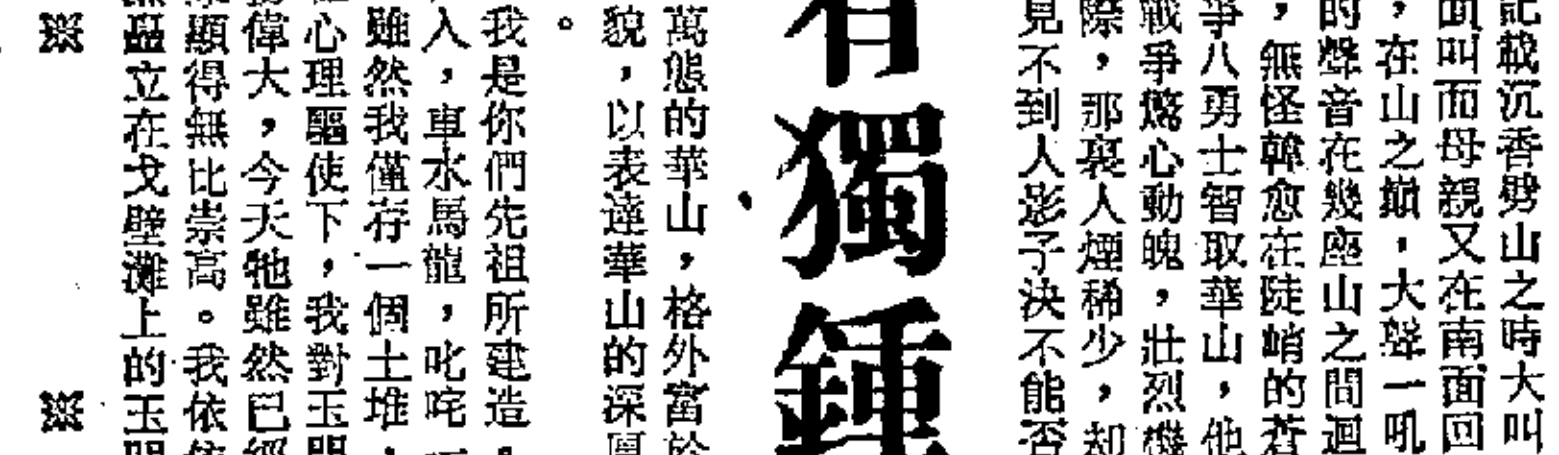 載沉香劈山之時大叫
叫而母親又在南面回
，在山之巔，大聲一吼
的聲音在幾座山之間迴
，無怪韓愈在陡峭的蒼
爭八勇士智取華山，他
戰爭驚心動魄，壯烈機
際，那裏人煙稀少，却
見不到人影子決不能否
有獨鍾
萬態的華山，格外富於
貌，以表達華山的深厚
。
我是你們先祖所建造，
入，車水馬龍，叱咤
雖然我僅存一個土堆，
心理驅使下，我對玉門
偉大，今天牠雖然已經
顯得無比崇高。我依依
矗立在戈壁灘上的玉門
※ ※